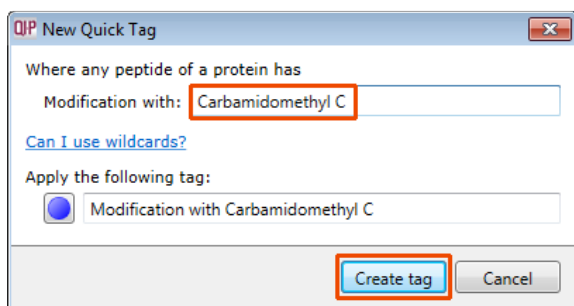 QIP New Quick Tag
Where any peptide of a protein has
Modification with: Carbamidomethyl C
Can I use wildcards?
Apply the following tag:
Modification with Carbamidomethyl C
Create tag Cancel